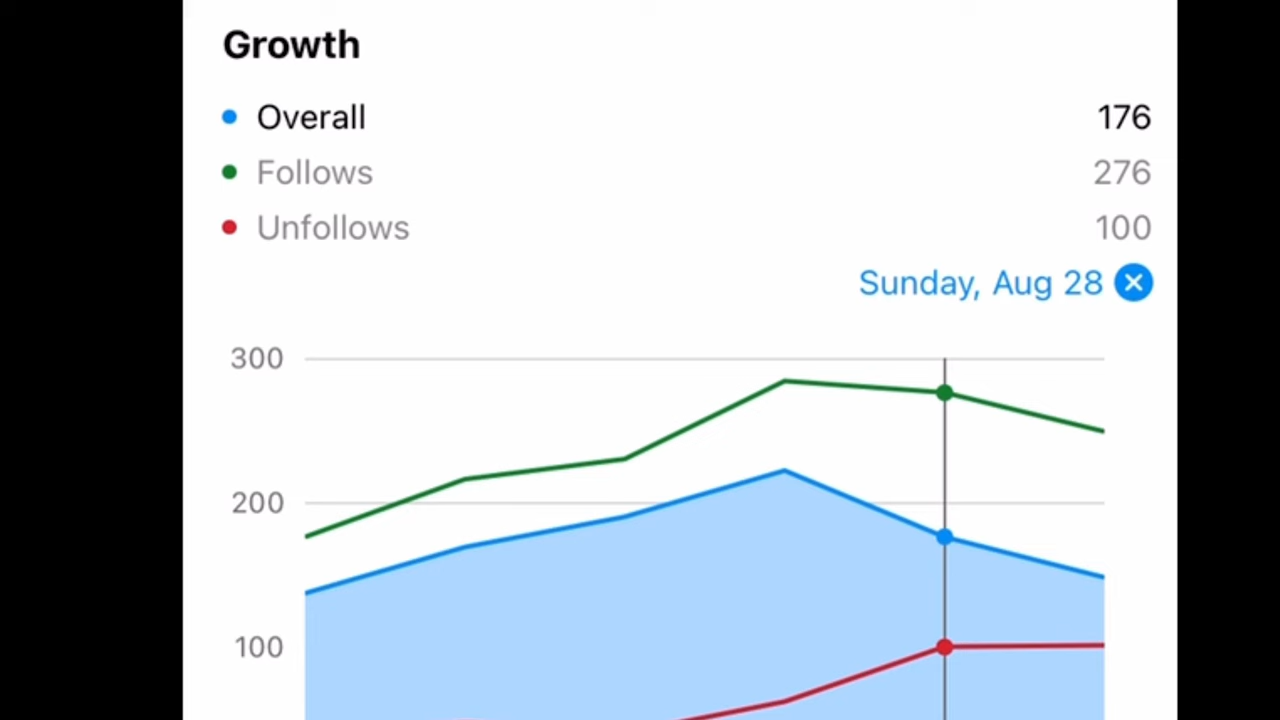 Growth
Overall 176
Follows 276
Unfollows 100
Sunday, Aug 28
300
200
100